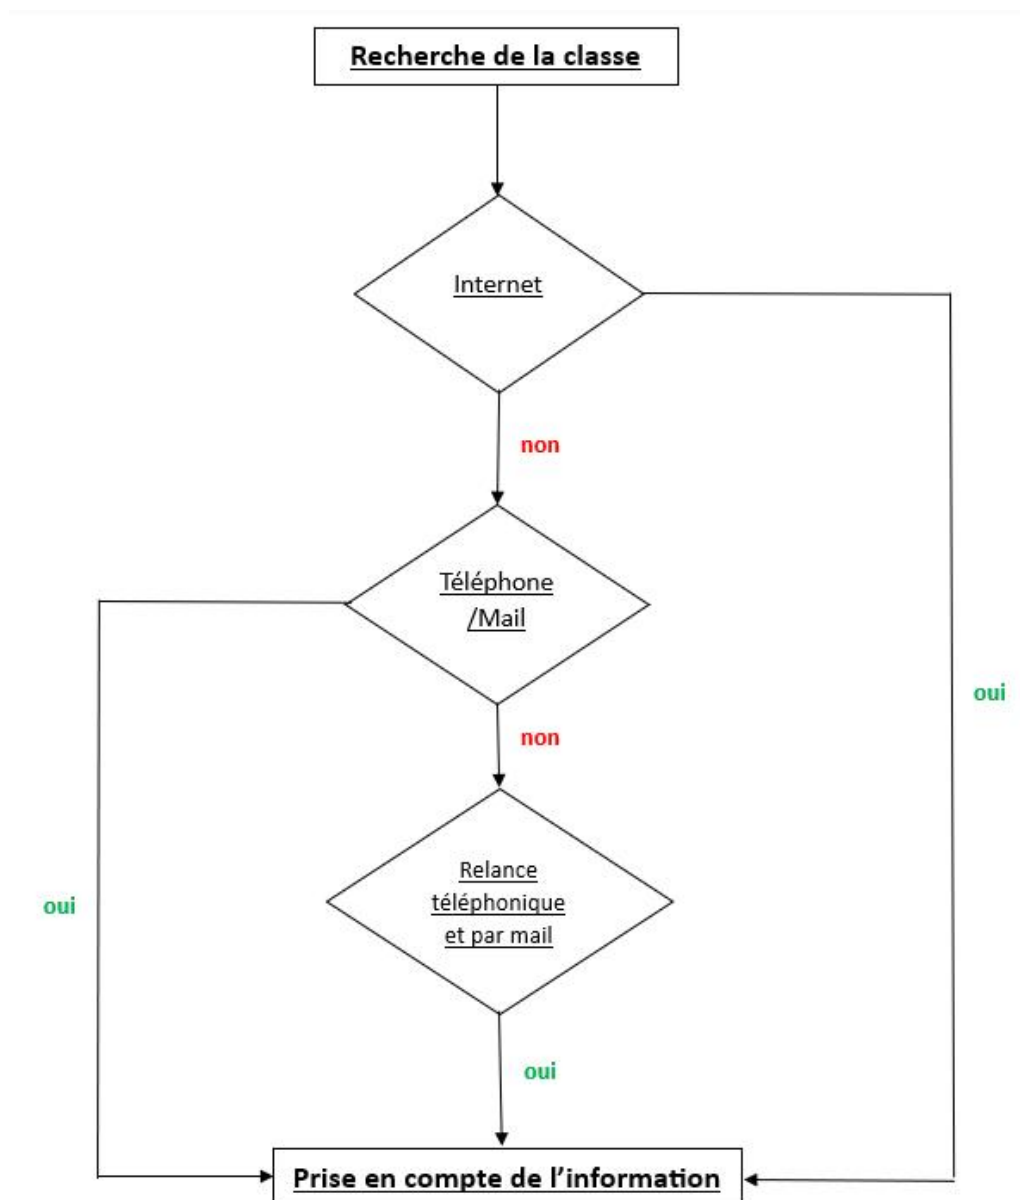 Recherche de la classe
Internet
non
Téléphone
/Mail
oui
non
Relance
téléphonique
et par mail
oui
oui
Prise en compte de l’information